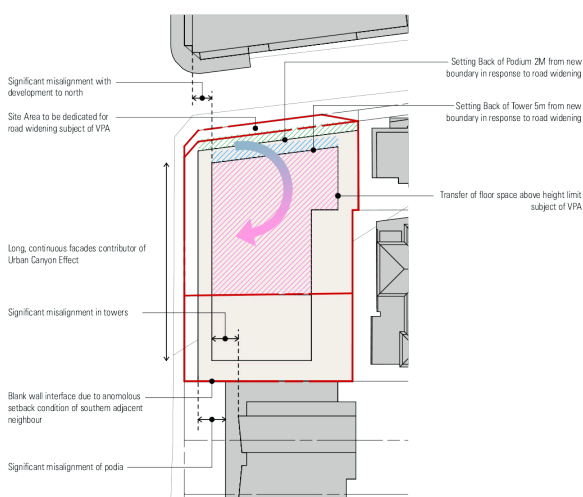 Setting Back of Podium 2M from new
boundary in response to road widening
Significant misalignment with
development to north
Setting Back of Tower 5m from new
boundary in response to road widening
Site Area to be dedicated for
road widening subject of VPA
Transfer of floor space above height limit
subject of VPA
Long, continuous facades contributor of
Urban Canyon Effect
Significant misalignment in towers
Blank wall interface due to anomolous
setback condition of southern adjacent
neighbour
Significant misalignment of podia